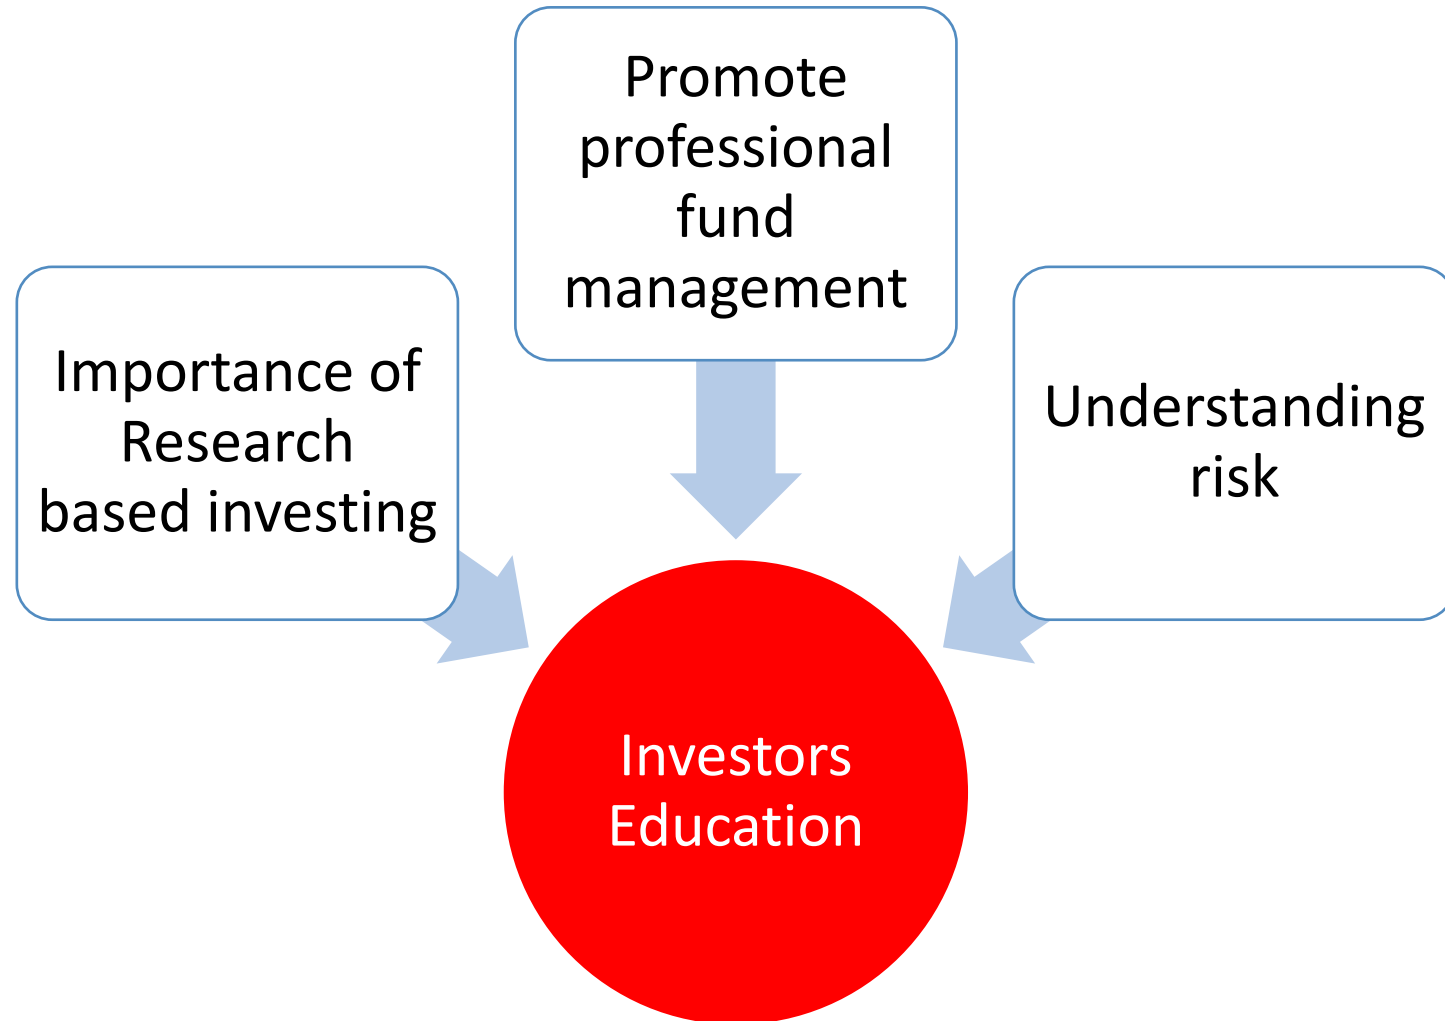 Promote
professional
fund
management
Importance of
Research
based investing
Understanding
risk
Investors
Education